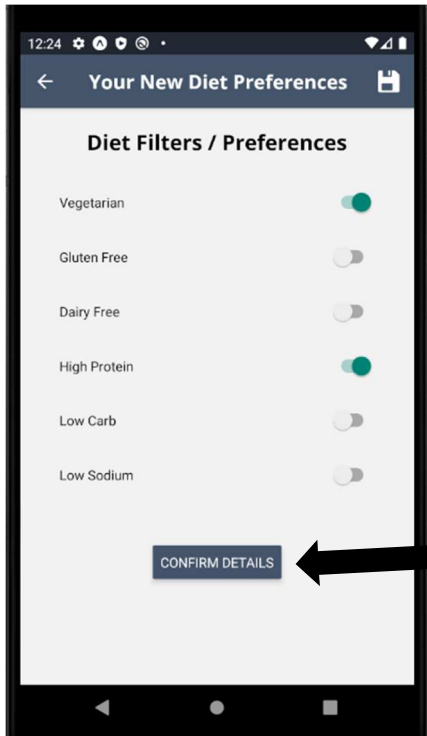 12:24
Your New Diet Preferences
Diet Filters / Preferences
Vegetarian
Gluten Free
Dairy Free
High Protein
Low Carb
Low Sodium
CONFIRM DETAILS